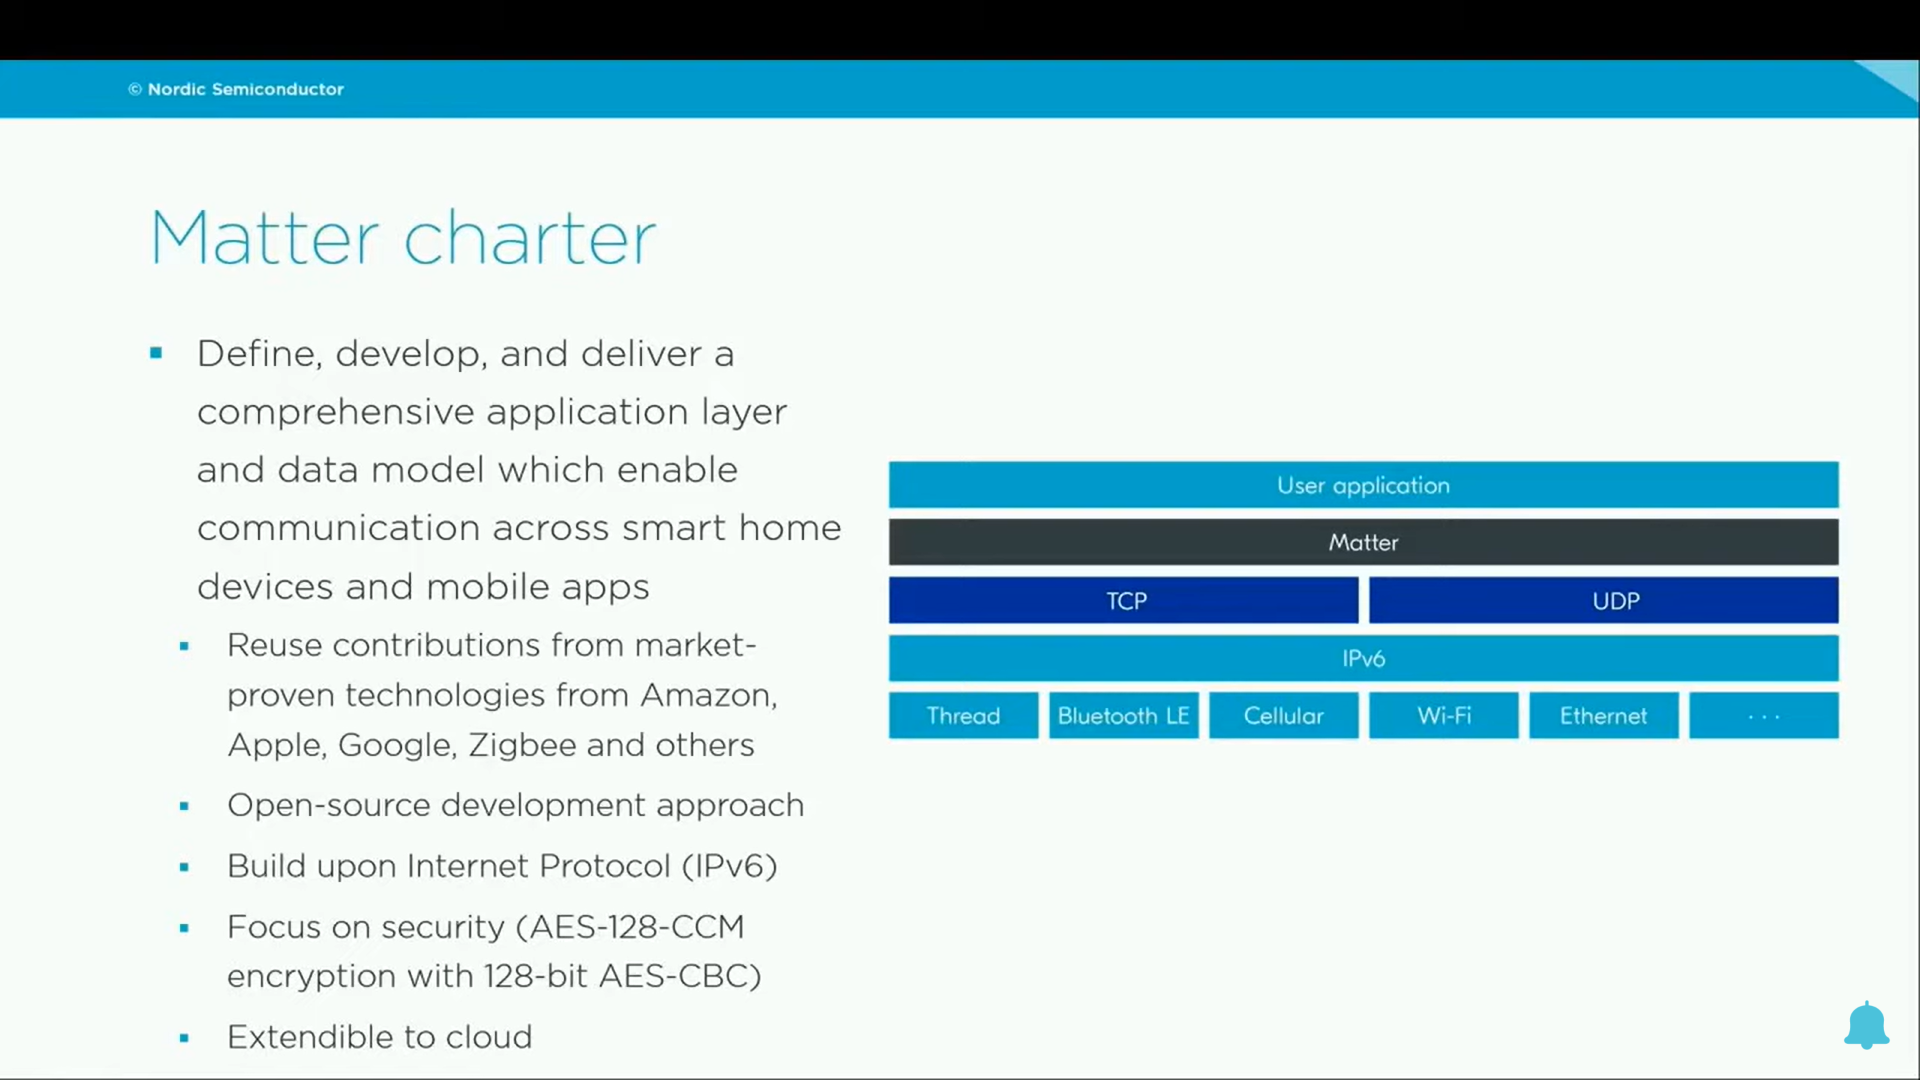 © Nordic Semiconductor
Matter charter
▪ Define, develop, and deliver a
comprehensive application layer
and data model which enable
communication across smart home
devices and mobile apps
▪ Reuse contributions from market-
proven technologies from Amazon,
Apple, Google, Zigbee and others
▪ Open-source development approach
▪ Build upon Internet Protocol (IPv6)
▪ Focus on security (AES-128-CCM
encryption with 128-bit AES-CBC)
▪ Extendible to cloud
User application
Matter
TCP UDP
IPv6
Thread Bluetooth LE Cellular Wi-Fi Ethernet . . .